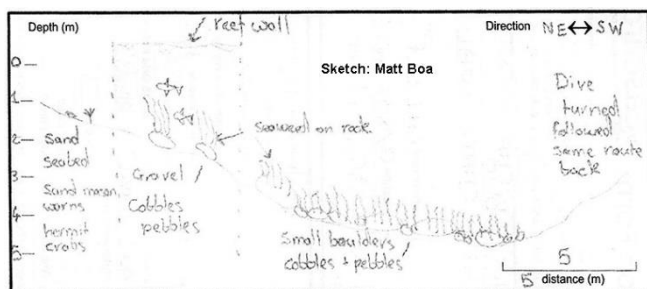 Depth (m)
reef wall
Direction NE ↔ SW
Sketch: Matt Boa
0
1
2
3
4
5
Dive
turned
followed
same route
back
Seaweed on rock
Sand
seabed
Sand mason
worms
hermit
crabs
Gravel /
Cobbles
pebbles
Small boulders
cobbles + pebbles
5
5 distance (m)